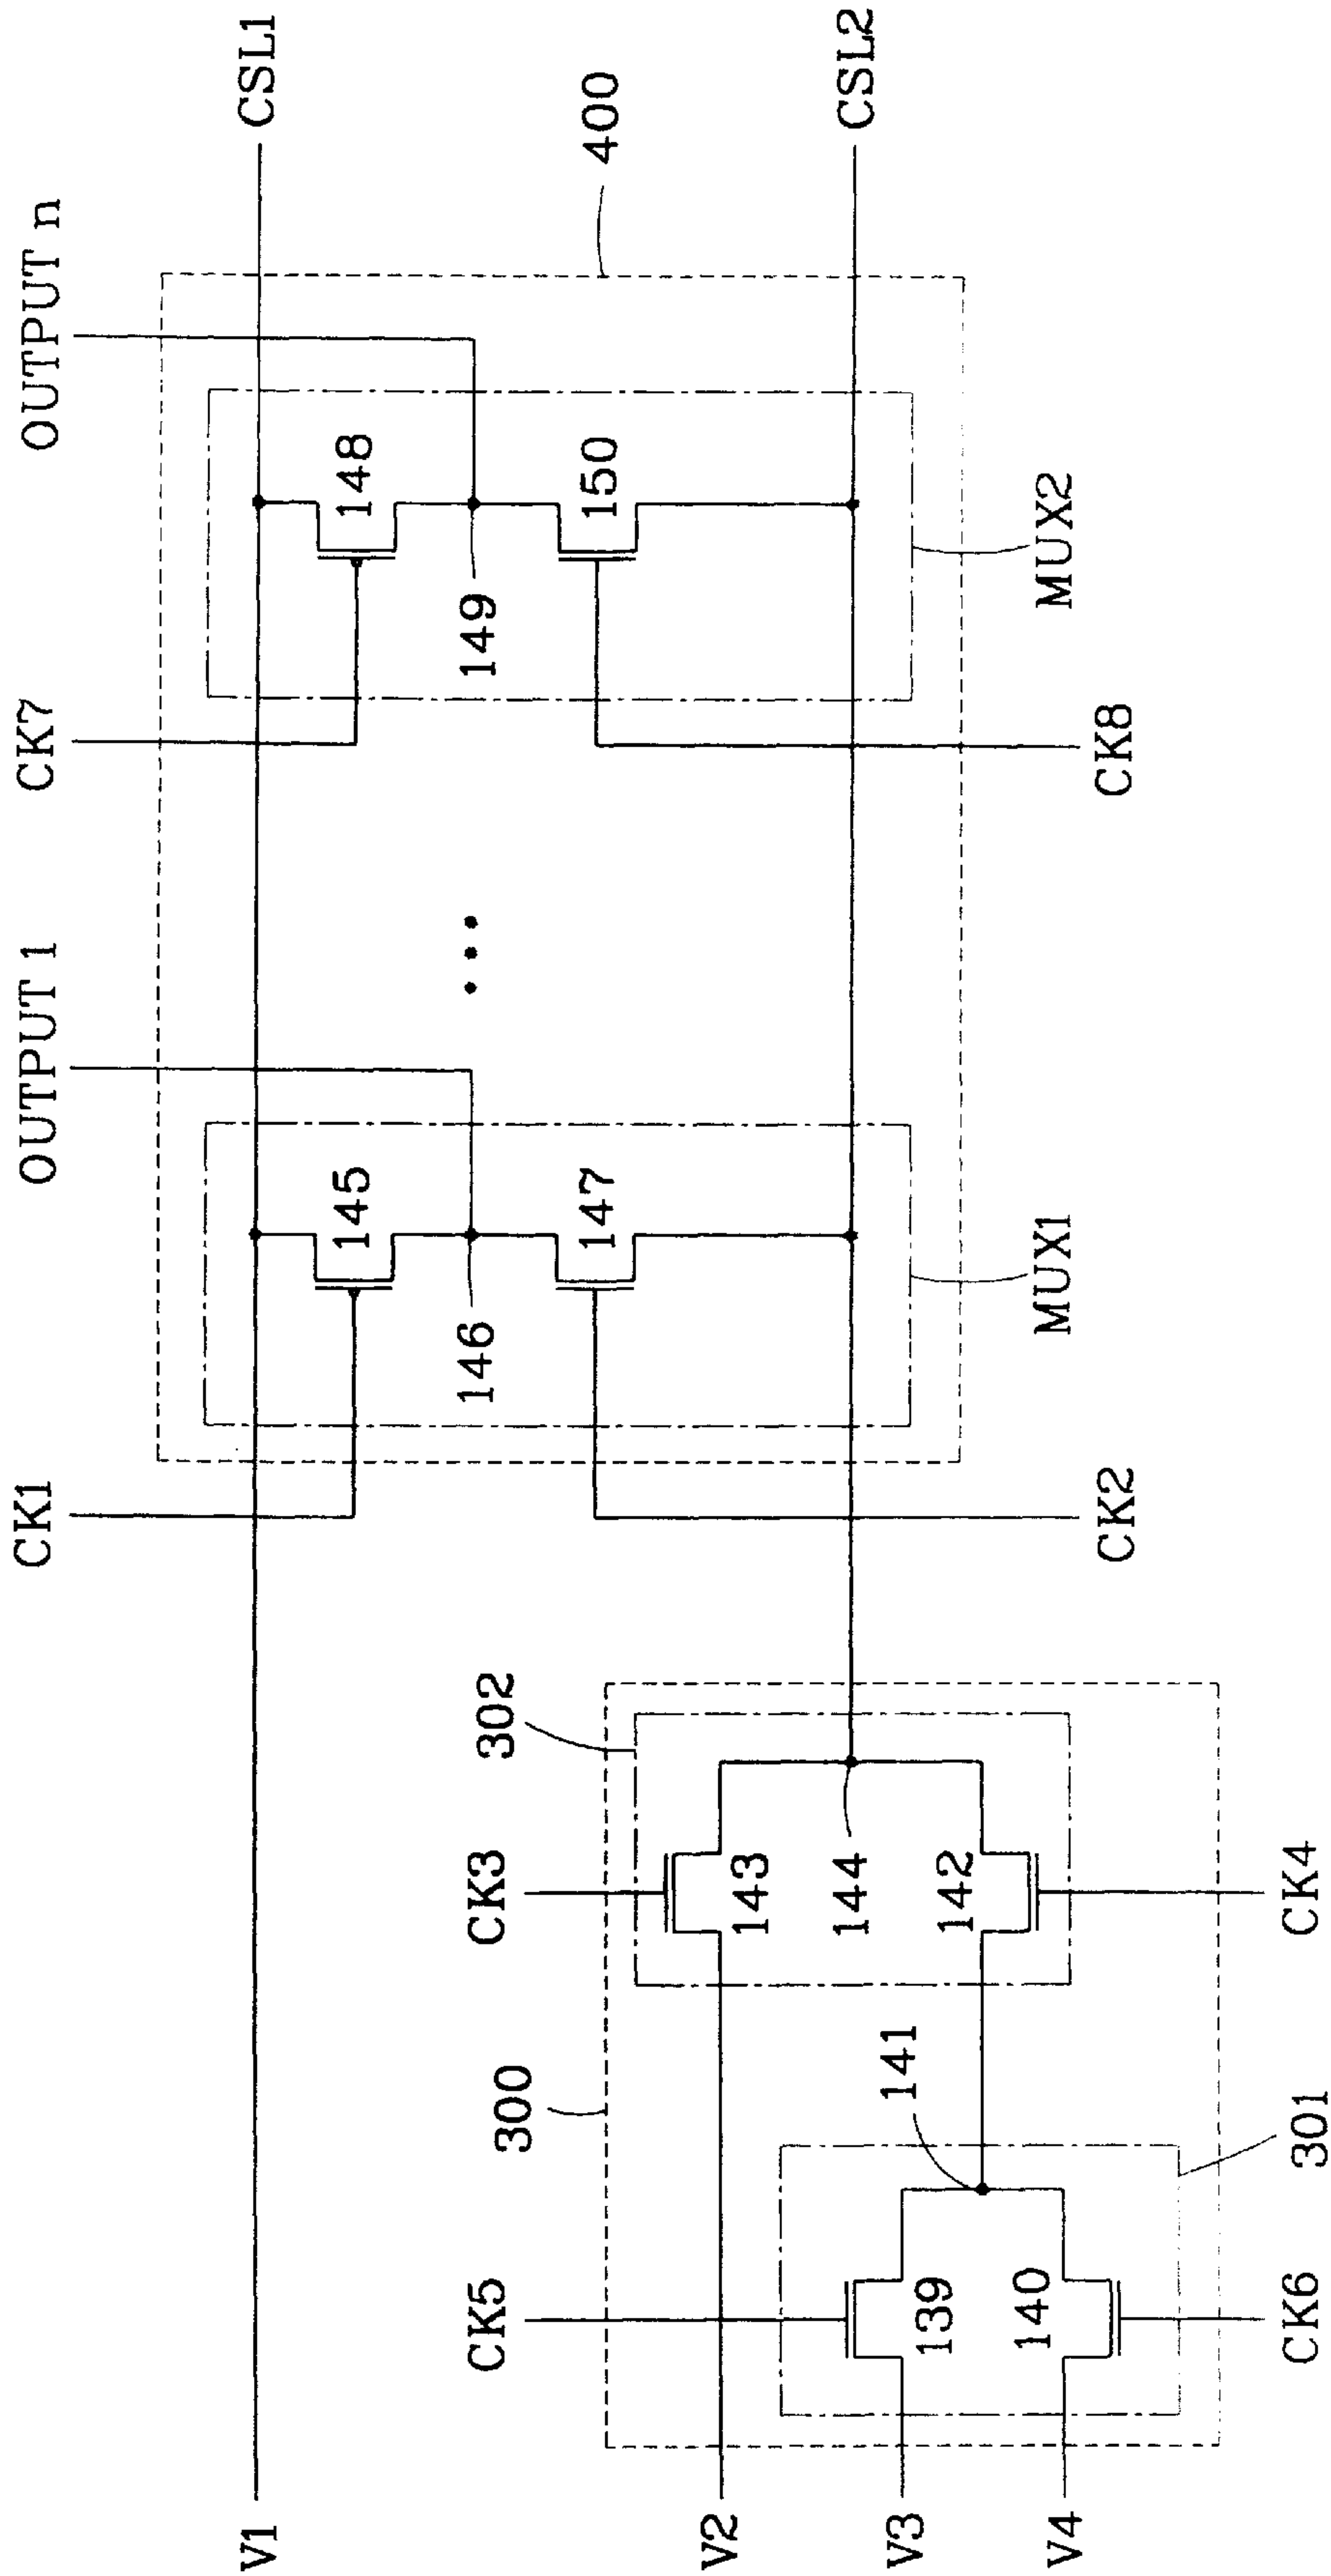 CK1
OUTPUT 1
CK7
OUTPUT n
V1
CSL1
145
148
146
149
147
150
400
CK3
302
CK5
300
V2
143
144
CSL2
V3
139
141
142
V4
140
MUX1
MUX2
CK6
301
CK4
CK2
CK8